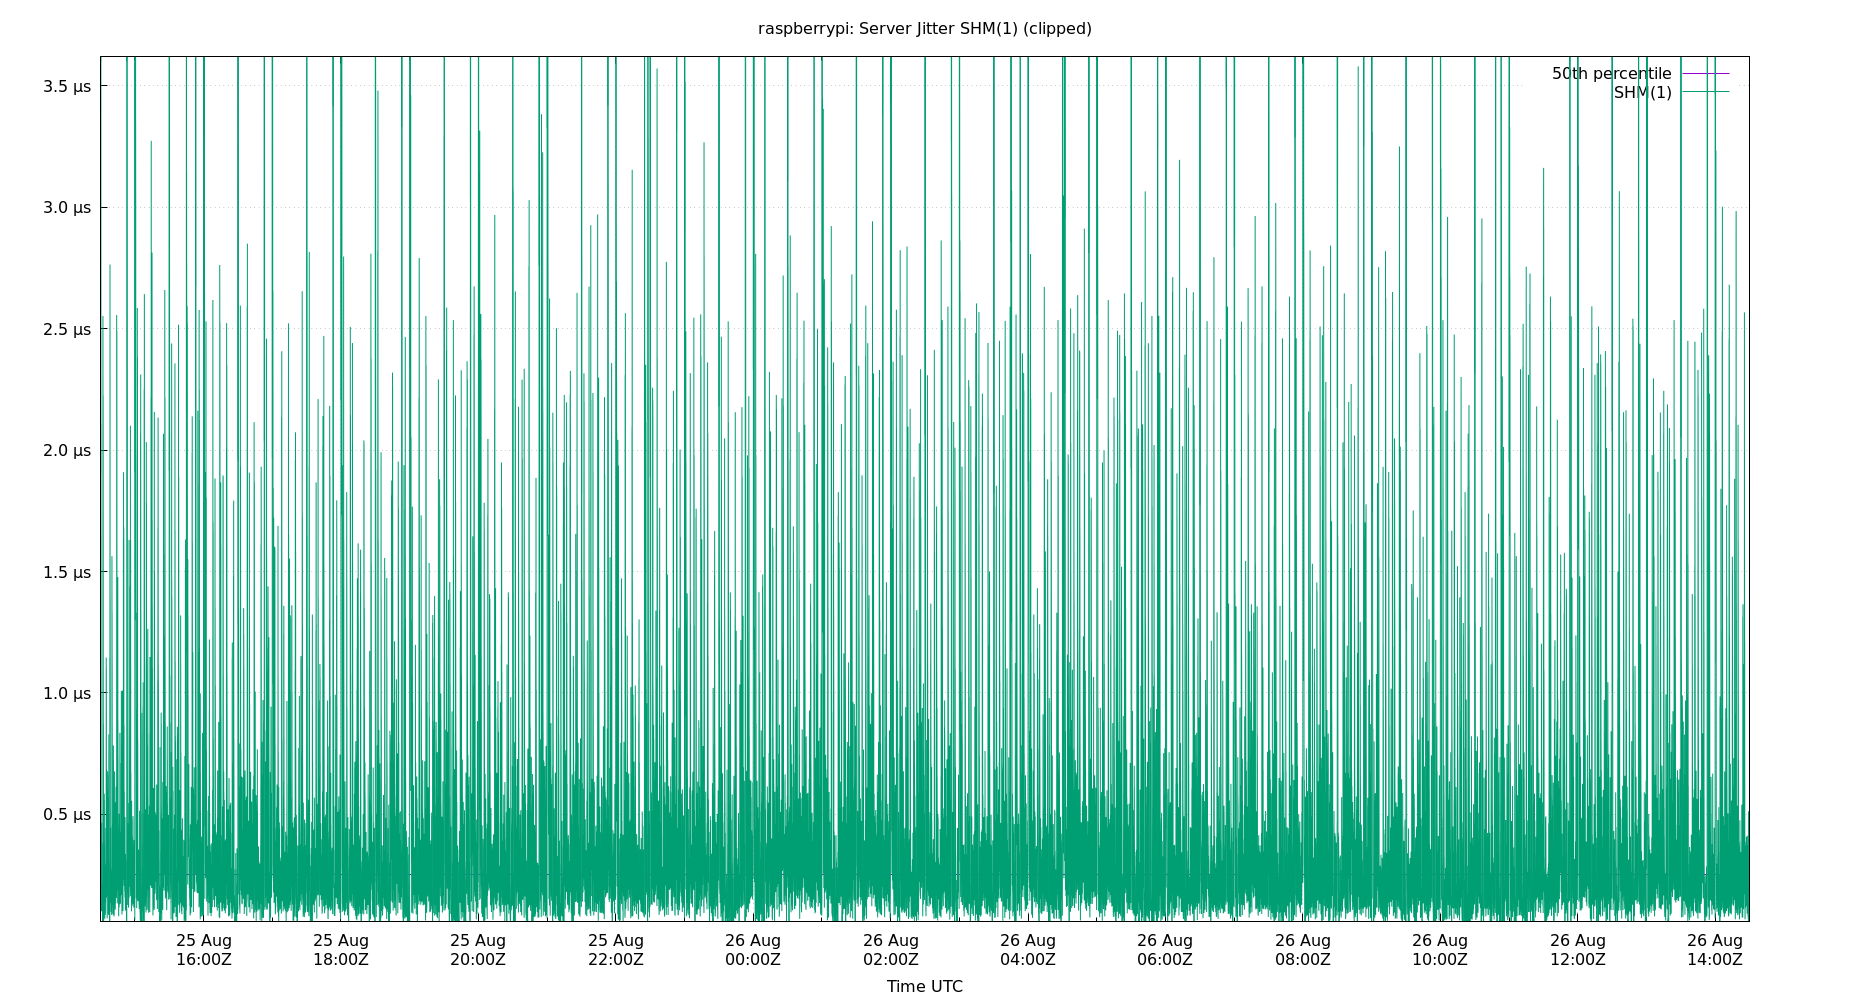 raspberrypi: Server Jitter SHM(1) (clipped)
50th percentile
SHM(1)
3.5 µs
3.0 µs
2.5 µs
2.0 µs
1.5 µs
1.0 µs
0.5 µs
25 Aug 25 Aug 25 Aug 25 Aug 26 Aug 26 Aug 26 Aug 26 Aug 26 Aug 26 Aug 26 Aug 26 Aug
16:00Z 18:00Z 20:00Z 22:00Z 00:00Z 02:00Z 04:00Z 06:00Z 08:00Z 10:00Z 12:00Z 14:00Z
Time UTC